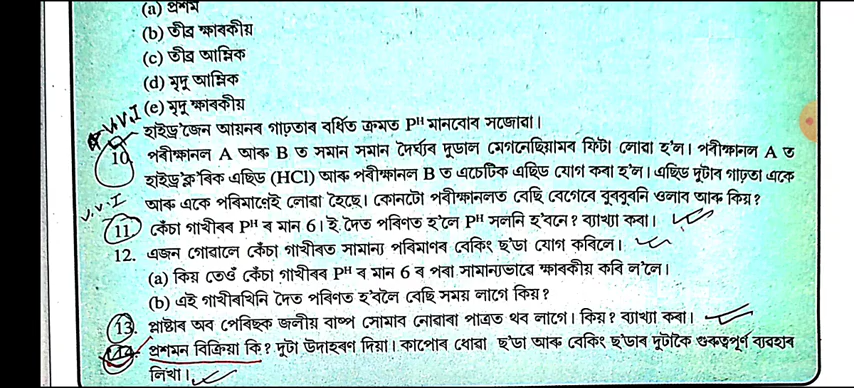 (a) প্ৰশম
(b) তীব্ৰ ক্ষাৰকীয়
(c) তীব্ৰ আম্লিক
(d) মৃদু আম্লিক
(e) মৃদু ক্ষাৰকীয়
V.V.I
হাইড্ৰ'জেন আয়নৰ গাঢ়তাৰ বৰ্ধিত ক্ৰমত Pᴴ মানবোৰ সজোৱা।
10. পৰীক্ষানল A আৰু B ত সমান সমান দৈৰ্ঘ্যৰ দুডাল মেগনেছিয়ামৰ ফিটা লোৱা হ'ল। পৰীক্ষানল A ত
হাইড্ৰ'ক্ল'ৰিক এছিড (HCl) আৰু পৰীক্ষানল B ত এচেটিক এছিড যোগ কৰা হ'ল। এছিড দুটাৰ গাঢ়তা একে
আৰু একে পৰিমাণেই লোৱা হৈছে। কোনটো পৰীক্ষানলত বেছি বেগেৰে বুৰবুৰনি ওলাব আৰু কিয়?
V.V.I
11. কেঁচা গাখীৰৰ Pᴴ ৰ মান 6। ই দৈত পৰিণত হ'লে Pᴴ সলনি হ'বনে? ব্যাখ্যা কৰা।
12. এজন গোৱালে কেঁচা গাখীৰত সামান্য পৰিমাণৰ বেকিং ছ'ডা যোগ কৰিলে।
(a) কিয় তেওঁ কেঁচা গাখীৰৰ Pᴴ ৰ মান 6 ৰ পৰা সামান্যভাৱে ক্ষাৰকীয় কৰি ল'লে।
(b) এই গাখীৰখিনি দৈত পৰিণত হ'বলৈ বেছি সময় লাগে কিয়?
13. প্লাষ্টাৰ অব পেৰিছক জলীয় বাষ্প সোমাব নোৱাৰা পাত্ৰত থব লাগে। কিয়? ব্যাখ্যা কৰা।
14. প্ৰশমন বিক্ৰিয়া কি? দুটা উদাহৰণ দিয়া। কাপোৰ ধোৱা ছ'ডা আৰু বেকিং ছ'ডাৰ দুটাকৈ গুৰুত্বপূৰ্ণ ব্যৱহাৰ
লিখা।